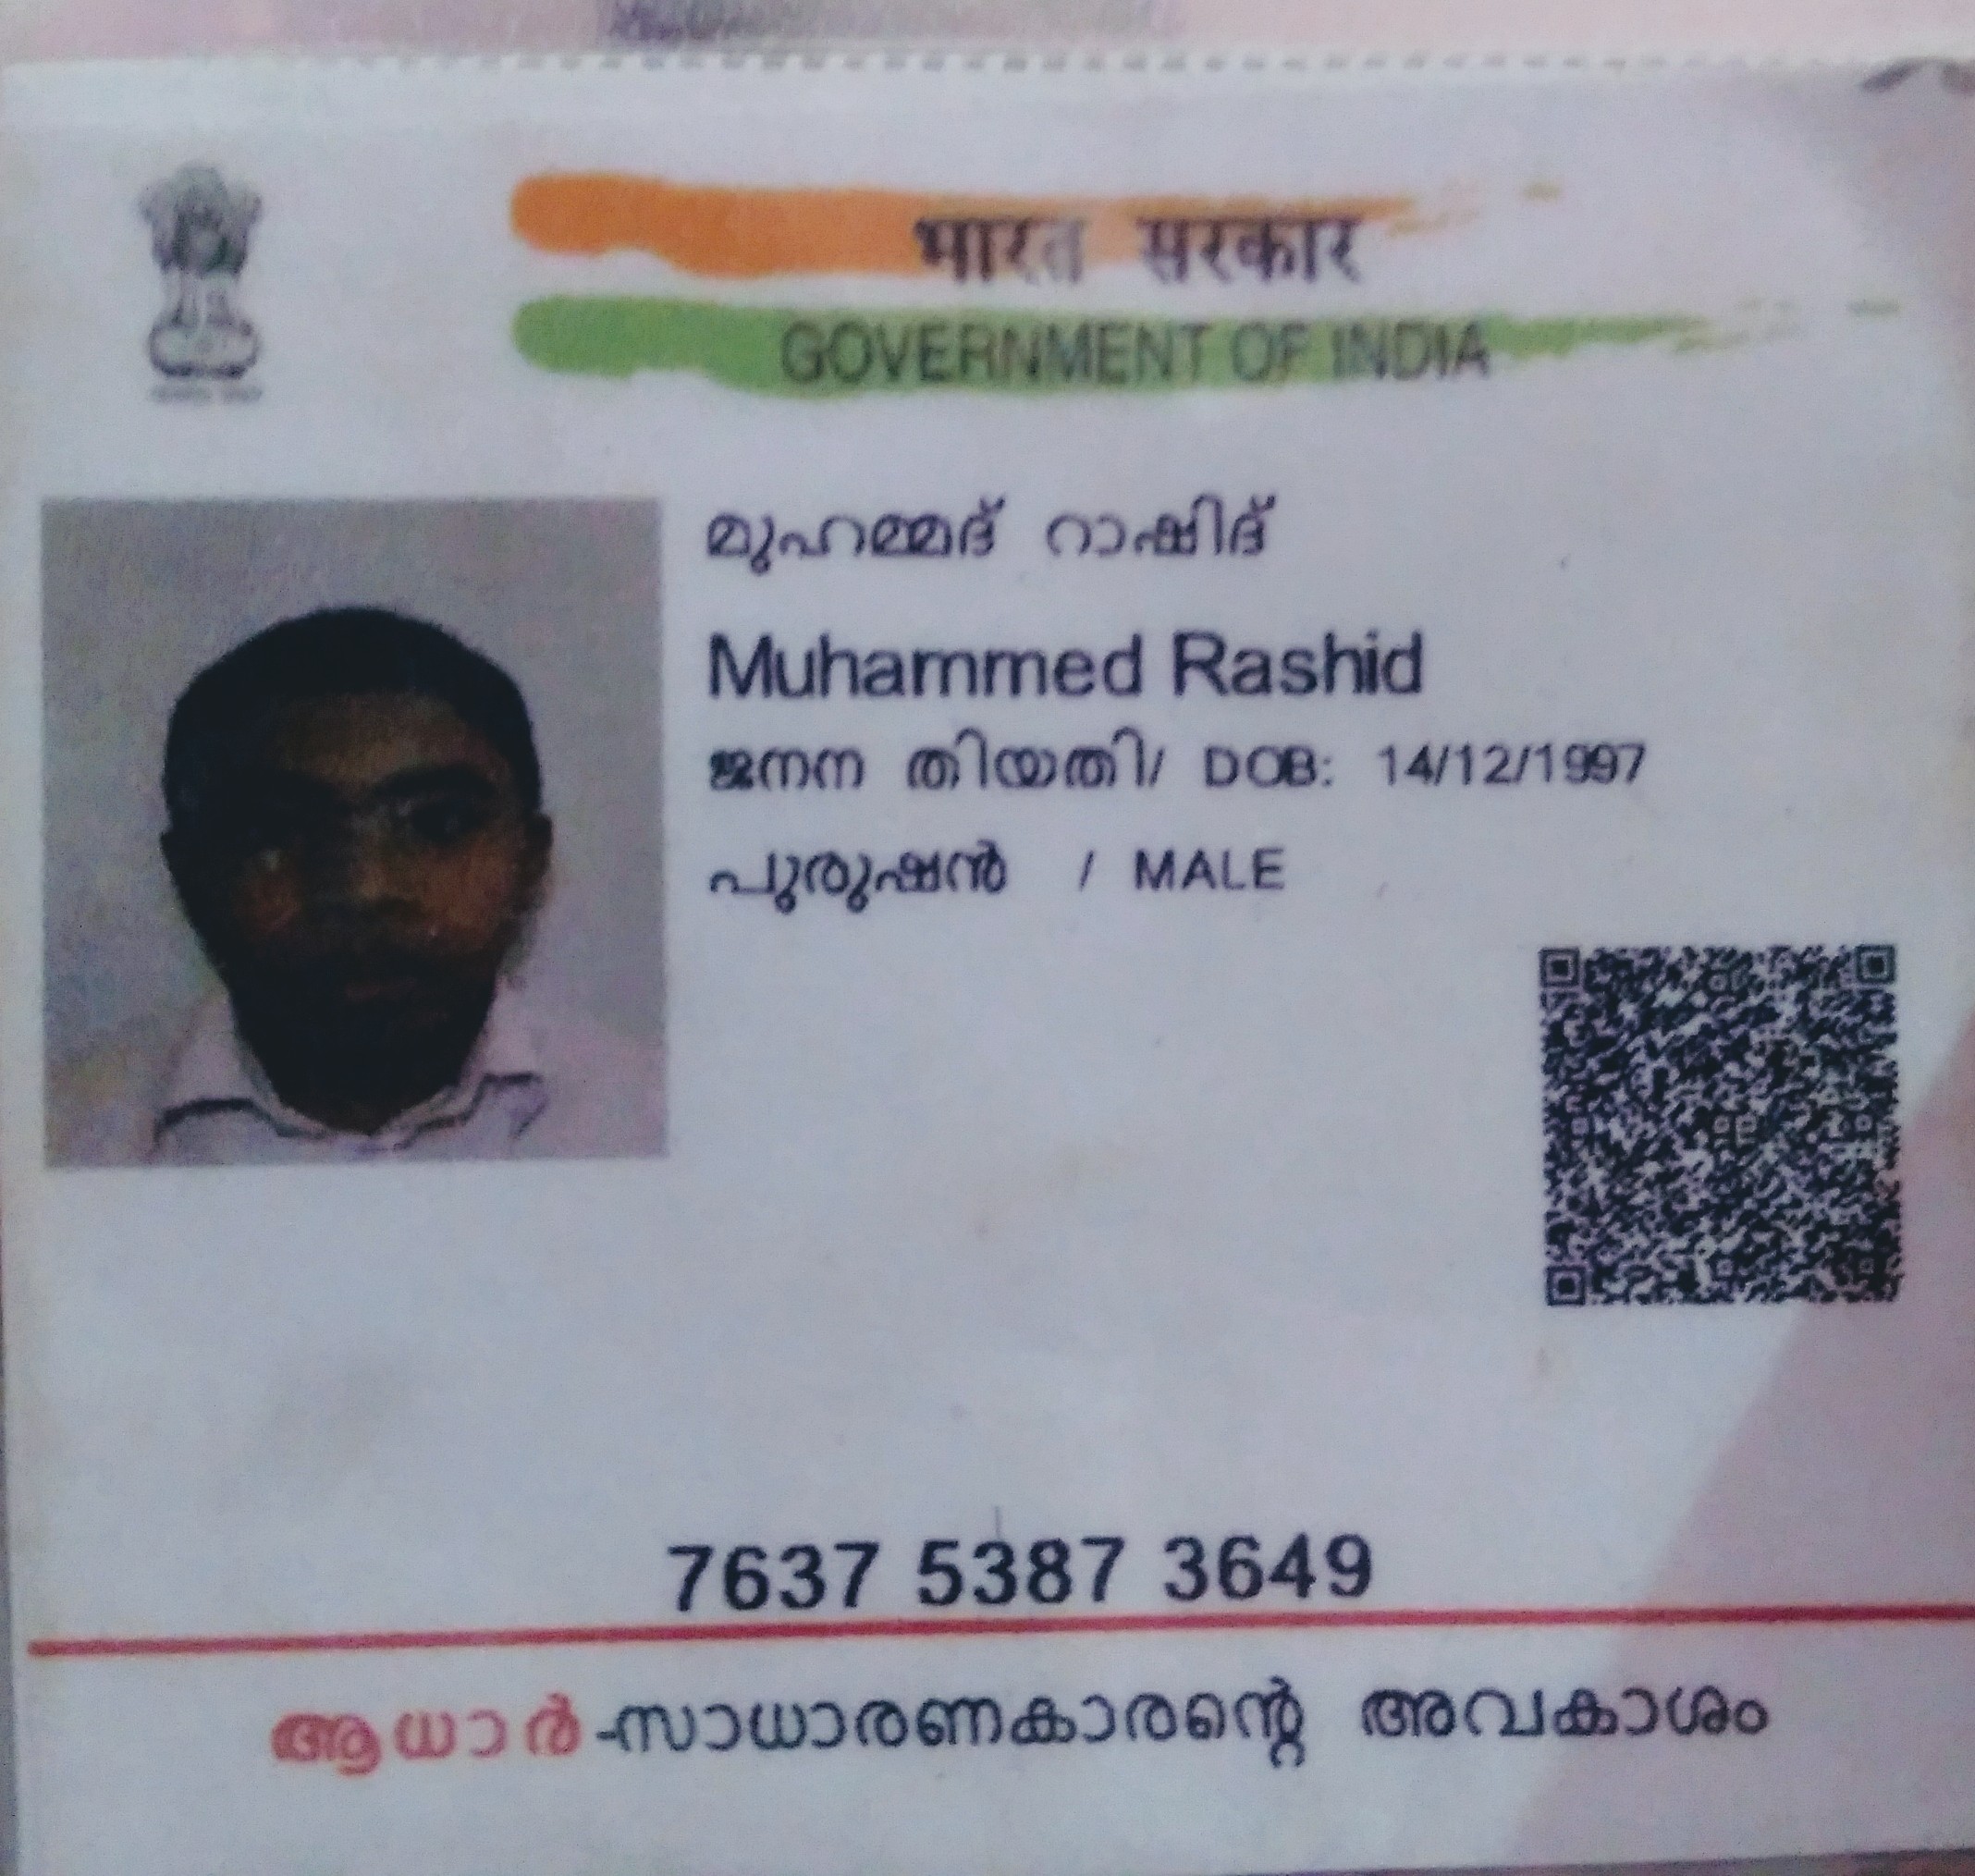 भारत सरकार
GOVERNMENT OF INDIA
മുഹമ്മദ് റാഷിദ്
Muhammed Rashid
ജനന തിയതി/ DOB: 14/12/1997
പുരുഷൻ / MALE
7637 5387 3649
ആധാർ-സാധാരണകാരന്റെ അവകാശം